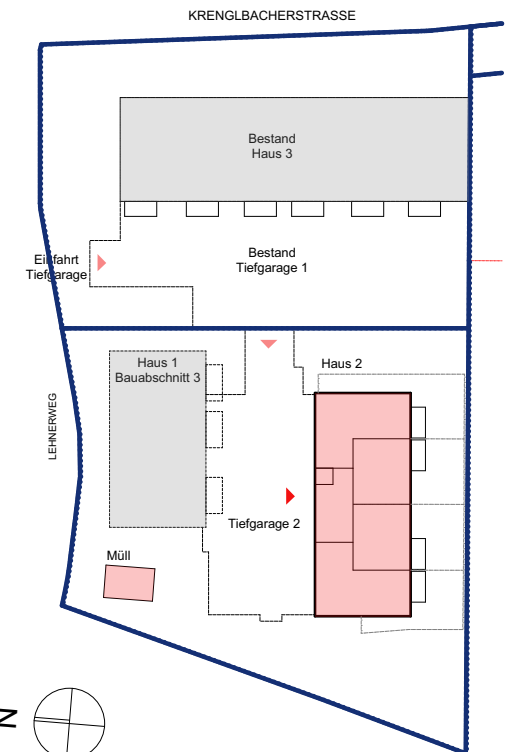 KRENGLBACHERSTRASSE
Bestand
Haus 3
Einfahrt
Tiefgarage
Bestand
Tiefgarage 1
Haus 1
Bauabschnitt 3
Haus 2
LEHNERWEG
Tiefgarage 2
Müll
N